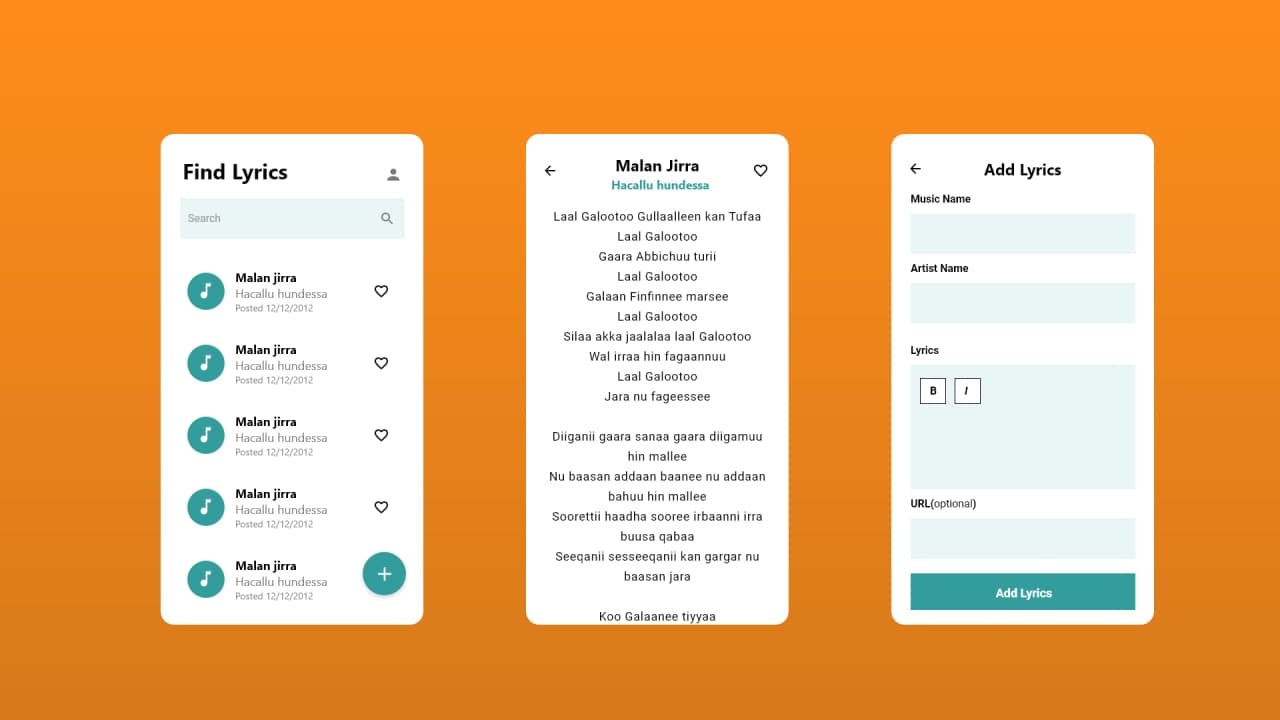 Find Lyrics
Search
Malan jirra
Hacallu hundessa
Posted 12/12/2012
Malan jirra
Hacallu hundessa
Posted 12/12/2012
Malan jirra
Hacallu hundessa
Posted 12/12/2012
Malan jirra
Hacallu hundessa
Posted 12/12/2012
Malan jirra
Hacallu hundessa
Posted 12/12/2012
Malan Jirra
Hacallu hundessa
Laal Galootoo Gullaalleen kan Tufaa
Laal Galootoo
Gaara Abbichuu turii
Laal Galootoo
Galaan Finfinnee marsee
Laal Galootoo
Silaa akka jaalalaa laal Galootoo
Wal irraa hin fagaannuu
Laal Galootoo
Jara nu fageessee
Diiganii gaara sanaa gaara diigamuu
hin mallee
Nu baasan addaan baanee nu addaan
bahuu hin mallee
Soorettii haadha sooree irbaanni irra
buusa qabaa
Seeqanii sesseeqanii kan gargar nu
baasan jara
Koo Galaanee tiyyaa
Add Lyrics
Music Name
Artist Name
Lyrics
B I
URL(optional)
Add Lyrics